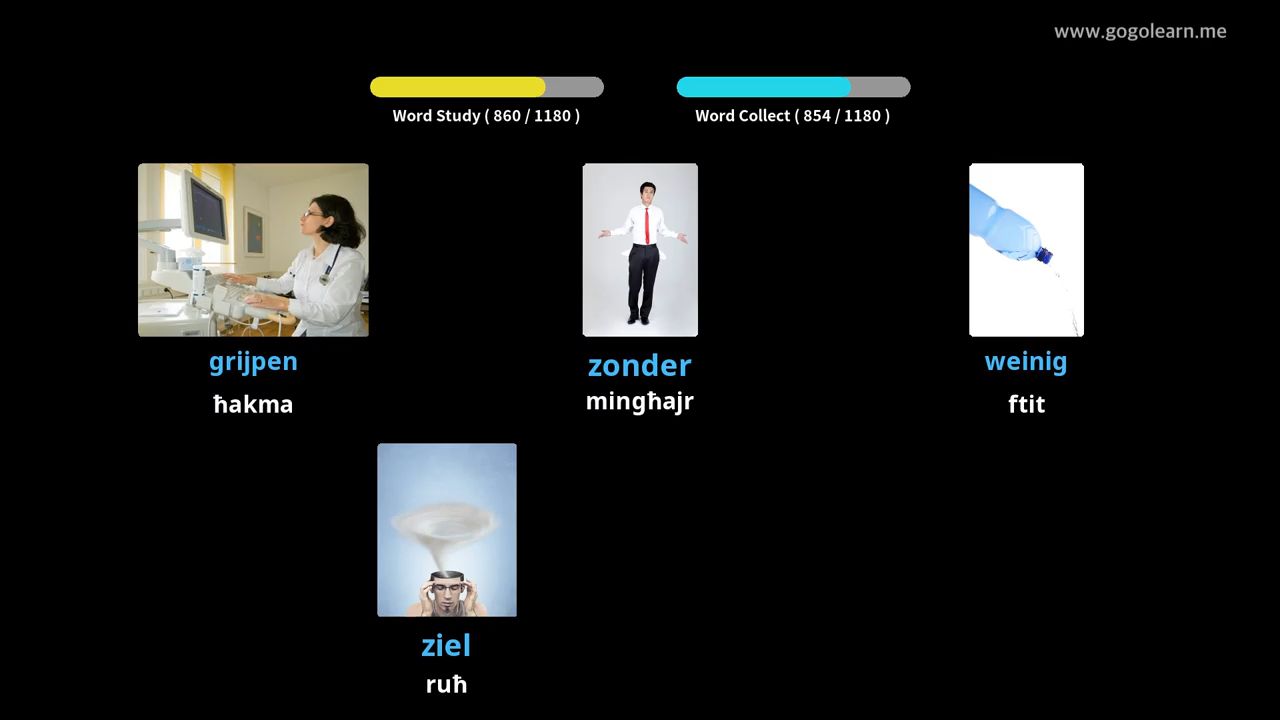 www.gogolearn.me
Word Study ( 860 / 1180 )
Word Collect ( 854 / 1180 )
grijpen
ħakma
zonder
mingħajr
weinig
ftit
ziel
ruħ